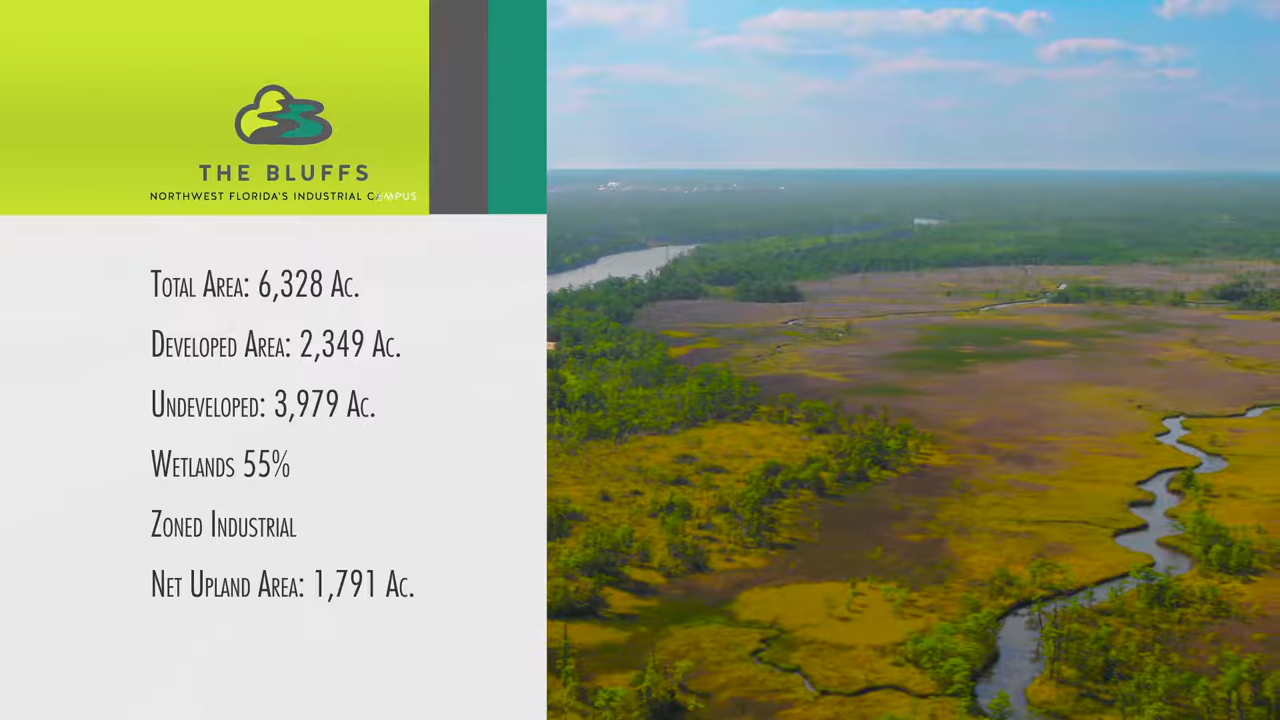 THE BLUFFS
NORTHWEST FLORIDA'S INDUSTRIAL CAMPUS
Total Area: 6,328 Ac.
Developed Area: 2,349 Ac.
Undeveloped: 3,979 Ac.
Wetlands 55%
Zoned Industrial
Net Upland Area: 1,791 Ac.